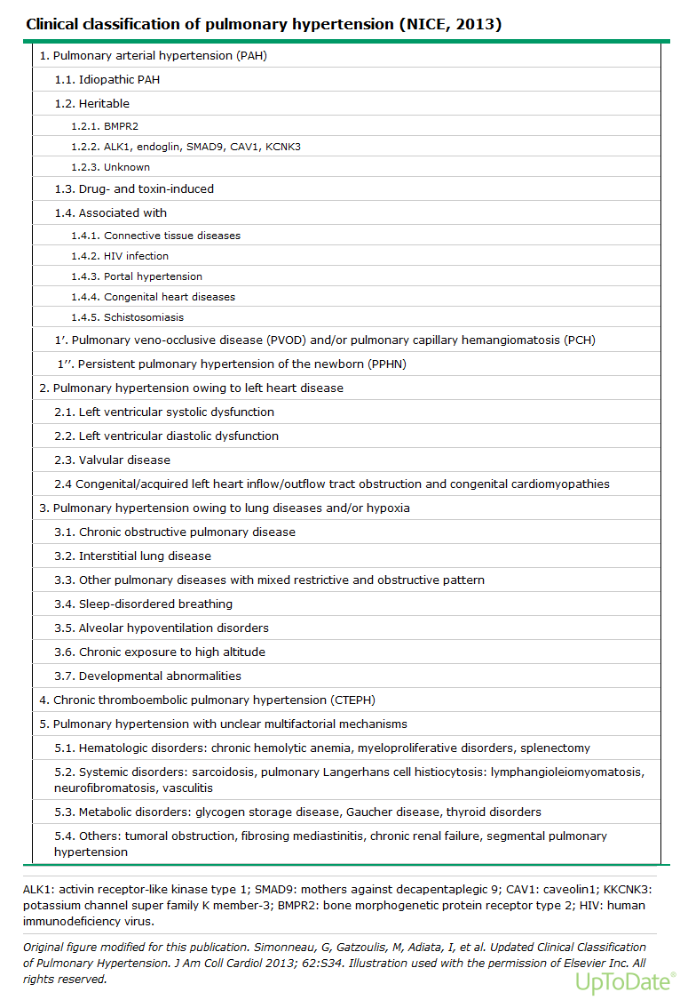 Clinical classification of pulmonary hypertension (NICE, 2013)
1. Pulmonary arterial hypertension (PAH)
1.1. Idiopathic PAH
1.2. Heritable
1.2.1. BMPR2
1.2.2. ALK1, endoglin, SMAD9, CAV1, KCNK3
1.2.3. Unknown
1.3. Drug- and toxin-induced
1.4. Associated with
1.4.1. Connective tissue diseases
1.4.2. HIV infection
1.4.3. Portal hypertension
1.4.4. Congenital heart diseases
1.4.5. Schistosomiasis
1′. Pulmonary veno-occlusive disease (PVOD) and/or pulmonary capillary hemangiomatosis (PCH)
1′′. Persistent pulmonary hypertension of the newborn (PPHN)
2. Pulmonary hypertension owing to left heart disease
2.1. Left ventricular systolic dysfunction
2.2. Left ventricular diastolic dysfunction
2.3. Valvular disease
2.4 Congenital/acquired left heart inflow/outflow tract obstruction and congenital cardiomyopathies
3. Pulmonary hypertension owing to lung diseases and/or hypoxia
3.1. Chronic obstructive pulmonary disease
3.2. Interstitial lung disease
3.3. Other pulmonary diseases with mixed restrictive and obstructive pattern
3.4. Sleep-disordered breathing
3.5. Alveolar hypoventilation disorders
3.6. Chronic exposure to high altitude
3.7. Developmental abnormalities
4. Chronic thromboembolic pulmonary hypertension (CTEPH)
5. Pulmonary hypertension with unclear multifactorial mechanisms
5.1. Hematologic disorders: chronic hemolytic anemia, myeloproliferative disorders, splenectomy
5.2. Systemic disorders: sarcoidosis, pulmonary Langerhans cell histiocytosis: lymphangioleiomyomatosis,
neurofibromatosis, vasculitis
5.3. Metabolic disorders: glycogen storage disease, Gaucher disease, thyroid disorders
5.4. Others: tumoral obstruction, fibrosing mediastinitis, chronic renal failure, segmental pulmonary
hypertension
ALK1: activin receptor-like kinase type 1; SMAD9: mothers against decapentaplegic 9; CAV1: caveolin1; KKCNK3:
potassium channel super family K member-3; BMPR2: bone morphogenetic protein receptor type 2; HIV: human
immunodeficiency virus.
Original figure modified for this publication. Simonneau, G, Gatzoulis, M, Adiata, I, et al. Updated Clinical Classification
of Pulmonary Hypertension. J Am Coll Cardiol 2013; 62:S34. Illustration used with the permission of Elsevier Inc. All
rights reserved.
UpToDate®